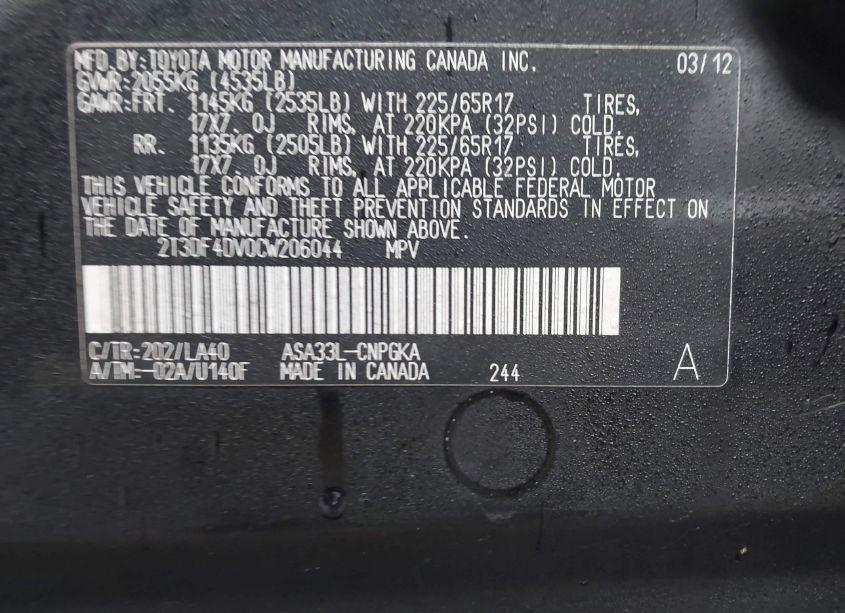 MFD.BY:TOYOTA MOTOR MANUFACTURING CANADA INC. 03/12
GVWR:2055KG (4535LB)
GAWR:FRT. 1145KG (2535LB) WITH 225/65R17 TIRES,
17X7.0J RIMS, AT 220KPA (32PSI) COLD.
RR. 1135KG (2505LB) WITH 225/65R17 TIRES,
17X7.0J RIMS, AT 220KPA (32PSI) COLD.
THIS VEHICLE CONFORMS TO ALL APPLICABLE FEDERAL MOTOR
VEHICLE SAFETY AND THEFT PREVENTION STANDARDS IN EFFECT ON
THE DATE OF MANUFACTURE SHOWN ABOVE.
2T3DF4DV0CW206044 MPV
C/TR:202/LA40 ASA33L-CNPGKA
A/TM:-02A/U140F MADE IN CANADA 244 A